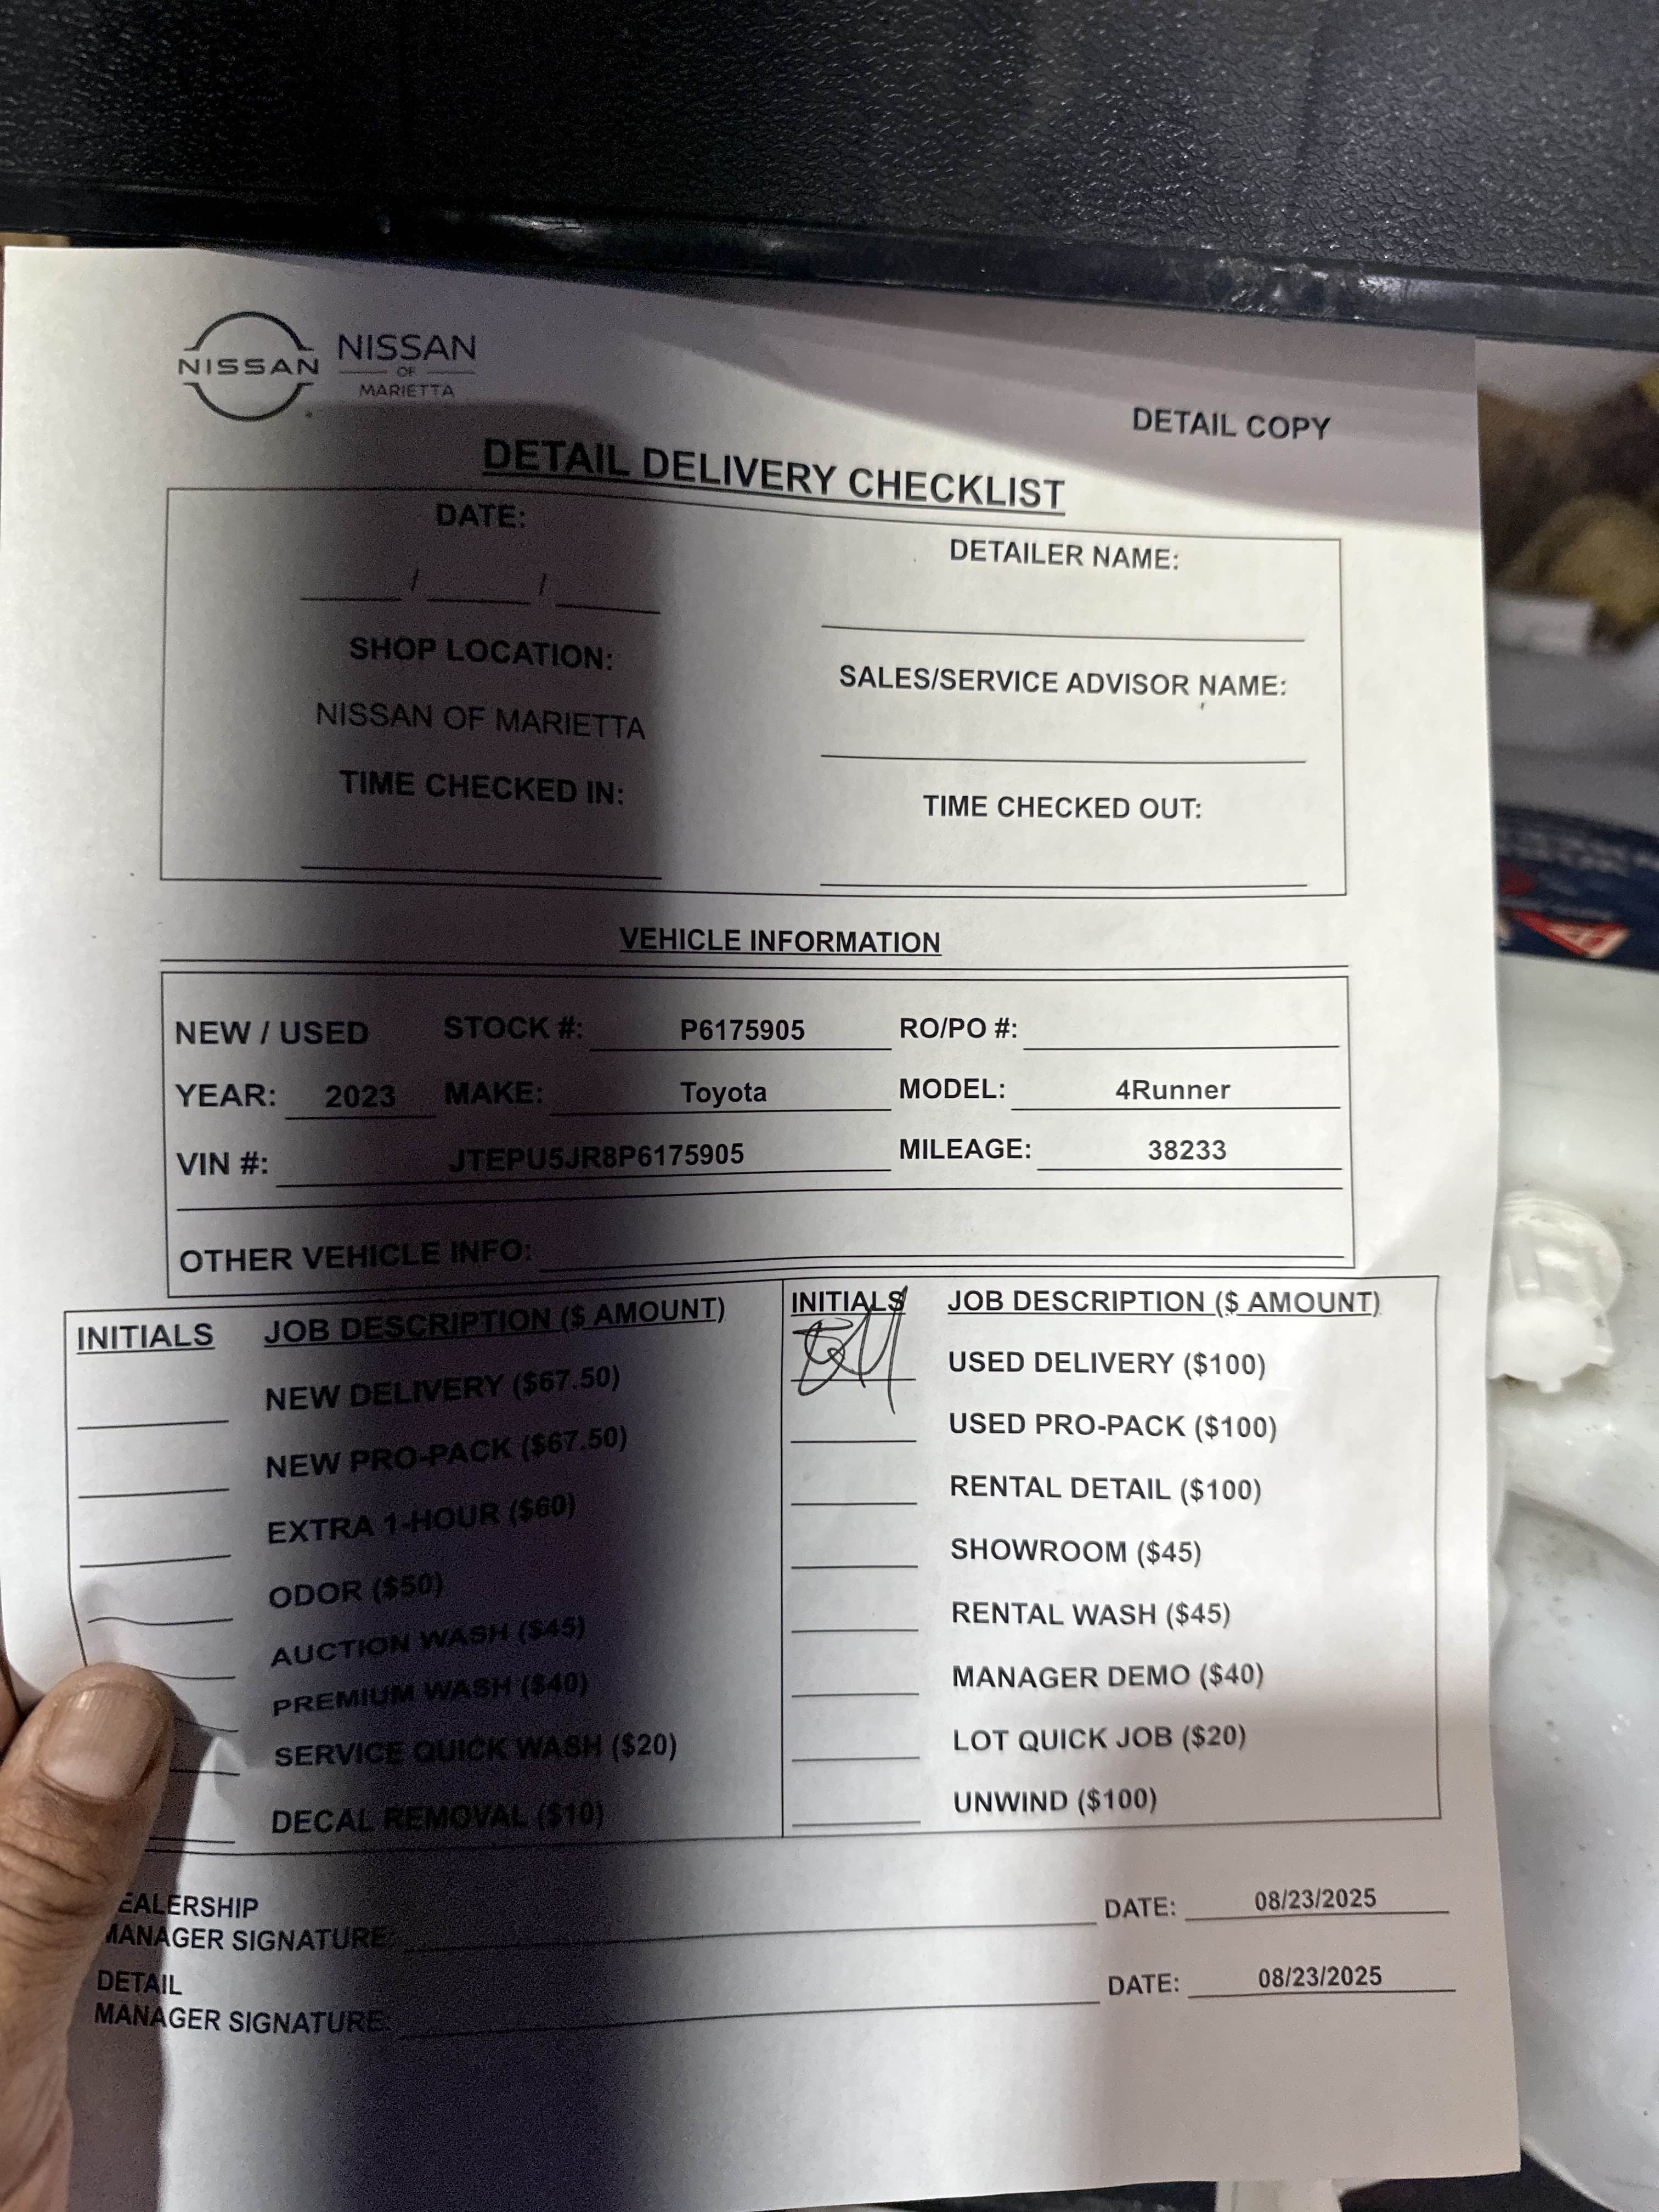 NISSAN
NISSAN
OF
MARIETTA
DETAIL COPY
DETAIL DELIVERY CHECKLIST
DATE:
DETAILER NAME:
/ /
SHOP LOCATION:
SALES/SERVICE ADVISOR NAME:
NISSAN OF MARIETTA
TIME CHECKED IN:
TIME CHECKED OUT:
VEHICLE INFORMATION
NEW / USED STOCK #: P6175905 RO/PO #:
YEAR: 2023 MAKE: Toyota MODEL: 4Runner
VIN #: JTEPU5JR8P6175905 MILEAGE: 38233
OTHER VEHICLE INFO:
INITIALS JOB DESCRIPTION ($ AMOUNT)
NEW DELIVERY ($67.50)
NEW PRO-PACK ($67.50)
EXTRA 1-HOUR ($60)
ODOR ($50)
AUCTION WASH ($45)
PREMIUM WASH ($40)
SERVICE QUICK WASH ($20)
DECAL REMOVAL ($10)
INITIALS JOB DESCRIPTION ($ AMOUNT)
USED DELIVERY ($100)
USED PRO-PACK ($100)
RENTAL DETAIL ($100)
SHOWROOM ($45)
RENTAL WASH ($45)
MANAGER DEMO ($40)
LOT QUICK JOB ($20)
UNWIND ($100)
EALERSHIP
MANAGER SIGNATURE: DATE: 08/23/2025
DETAIL
MANAGER SIGNATURE: DATE: 08/23/2025